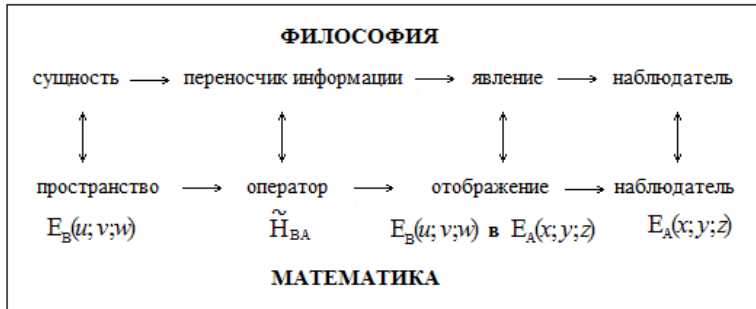 ФИЛОСОФИЯ
сущность → переносчик информации → явление → наблюдатель
пространство → оператор → отображение → наблюдатель
E_B(u; v;w) H̃_BA E_B(u; v;w) в E_A(x; y;z) E_A(x; y;z)
МАТЕМАТИКА